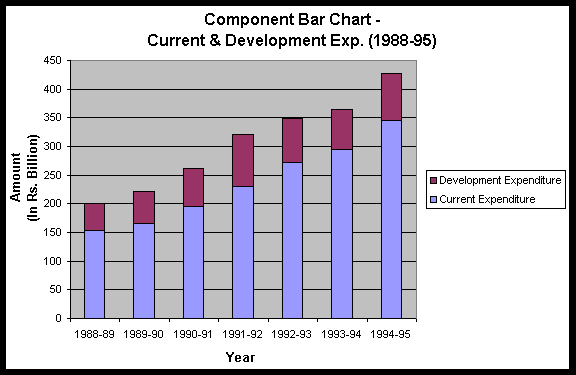 Component Bar Chart -
Current & Development Exp. (1988-95)
450
400
350
300
250
200
150
100
50
0
Amount
(In Rs. Billion)
1988-89 1989-90 1990-91 1991-92 1992-93 1993-94 1994-95
Year
Development Expenditure
Current Expenditure